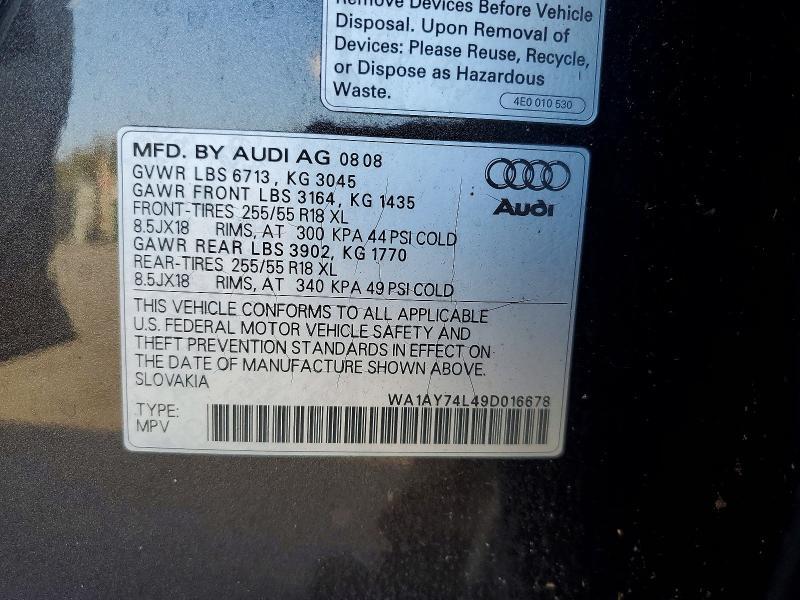 Remove Devices Before Vehicle
Disposal. Upon Removal of
Devices: Please Reuse, Recycle,
or Dispose as Hazardous
Waste.
4E0 010 530
MFD. BY AUDI AG 08 08
GVWR LBS 6713, KG 3045
GAWR FRONT LBS 3164, KG 1435
FRONT-TIRES 255/55 R18 XL
8.5JX18 RIMS, AT 300 KPA 44 PSI COLD
GAWR REAR LBS 3902, KG 1770
REAR-TIRES 255/55 R18 XL
8.5JX18 RIMS, AT 340 KPA 49 PSI COLD
Audi
THIS VEHICLE CONFORMS TO ALL APPLICABLE
U.S. FEDERAL MOTOR VEHICLE SAFETY AND
THEFT PREVENTION STANDARDS IN EFFECT ON
THE DATE OF MANUFACTURE SHOWN ABOVE.
SLOVAKIA
WA1AY74L49D016678
TYPE:
MPV